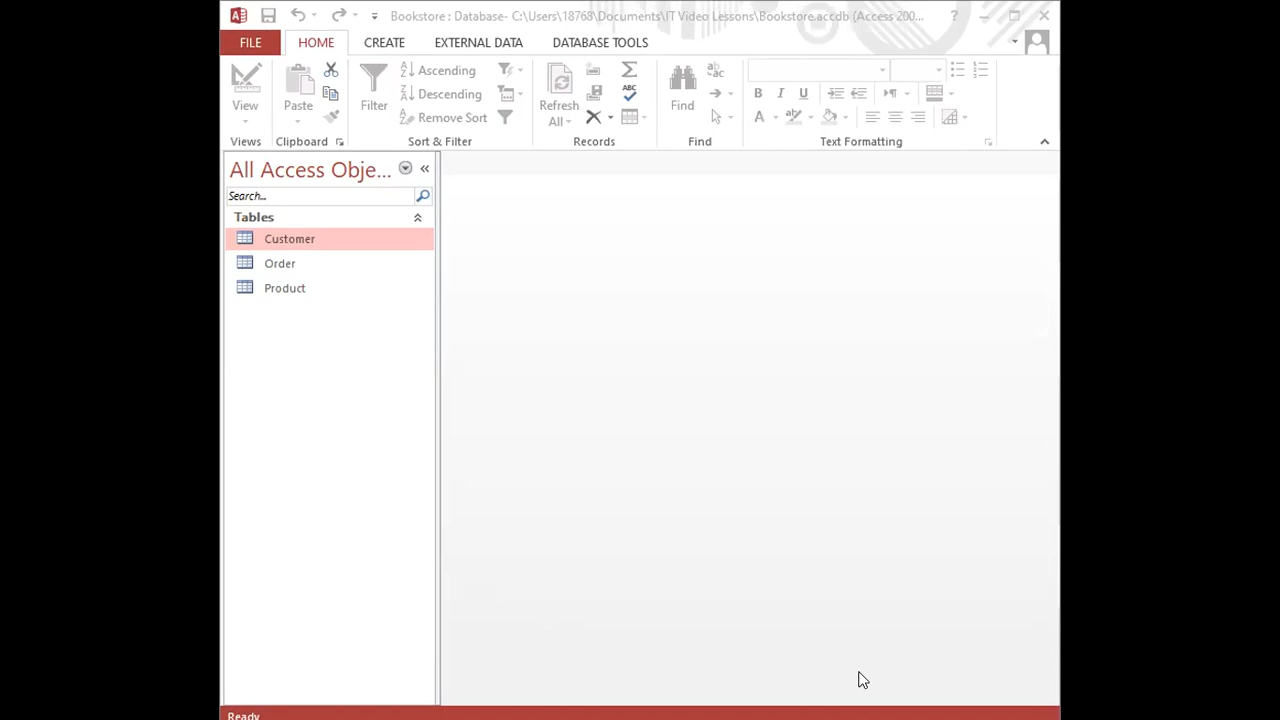 Bookstore : Database- C:\Users\18768\Documents\IT Video Lessons\Bookstore.accdb (Access 200... ?
FILE HOME CREATE EXTERNAL DATA DATABASE TOOLS
View
Paste
Filter
Ascending
Descending
Remove Sort
Refresh
All
ABC
Find
B I U
A
Views Clipboard Sort & Filter Records Find Text Formatting
All Access Obje...
Search...
Tables
Customer
Order
Product
Ready